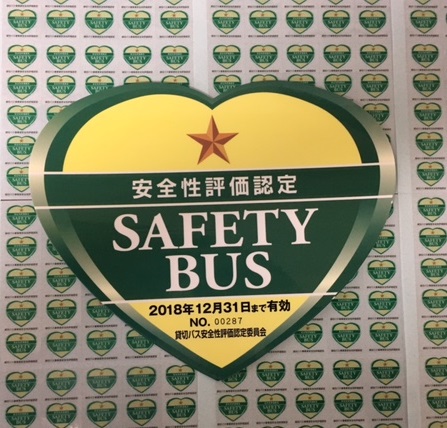 安全性評価認定
SAFETY
BUS
2018年12月31日まで有効
NO. 00287
貸切バス安全性評価認定委員会